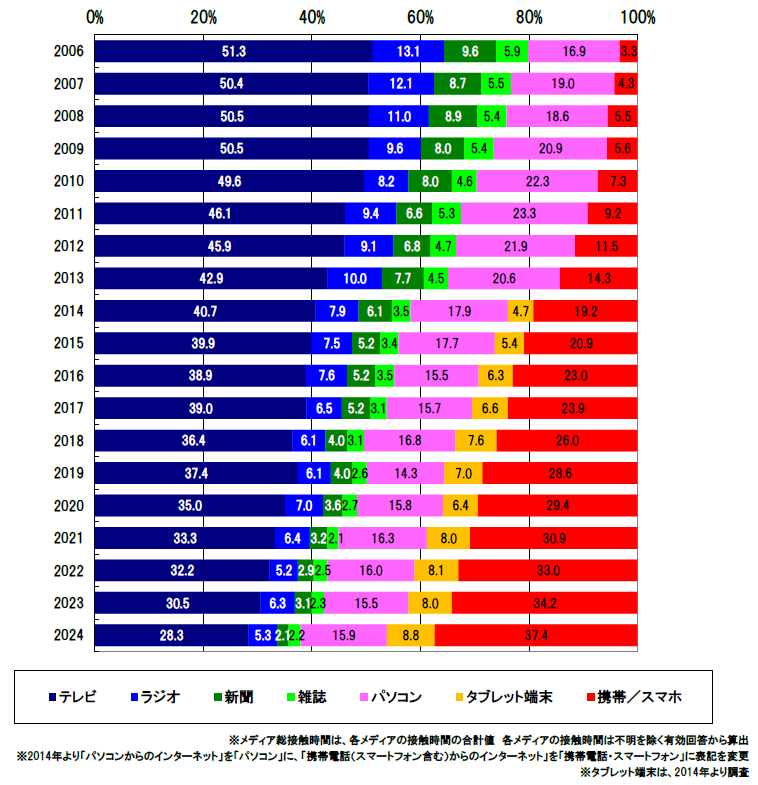 0% 20% 40% 60% 80% 100%
2006 51.3 13.1 9.6 5.9 16.9 3.3
2007 50.4 12.1 8.7 5.5 19.0 4.3
2008 50.5 11.0 8.9 5.4 18.6 5.5
2009 50.5 9.6 8.0 5.4 20.9 5.6
2010 49.6 8.2 8.0 4.6 22.3 7.3
2011 46.1 9.4 6.6 5.3 23.3 9.2
2012 45.9 9.1 6.8 4.7 21.9 11.5
2013 42.9 10.0 7.7 4.5 20.6 14.3
2014 40.7 7.9 6.1 3.5 17.9 4.7 19.2
2015 39.9 7.5 5.2 3.4 17.7 5.4 20.9
2016 38.9 7.6 5.2 3.5 15.5 6.3 23.0
2017 39.0 6.5 5.2 3.1 15.7 6.6 23.9
2018 36.4 6.1 4.0 3.1 16.8 7.6 26.0
2019 37.4 6.1 4.0 2.6 14.3 7.0 28.6
2020 35.0 7.0 3.6 2.7 15.8 6.4 29.4
2021 33.3 6.4 3.2 2.1 16.3 8.0 30.9
2022 32.2 5.2 2.9 2.5 16.0 8.1 33.0
2023 30.5 6.3 3.1 2.3 15.5 8.0 34.2
2024 28.3 5.3 2.1 2.2 15.9 8.8 37.4
テレビ ラジオ 新聞 雑誌 パソコン タブレット端末 携帯／スマホ
※メディア総接触時間は、各メディアの接触時間の合計値 各メディアの接触時間は不明を除く有効回答から算出
※2014年より「パソコンからのインターネット」を「パソコン」に、「携帯電話（スマートフォン含む）からのインターネット」を「携帯電話・スマートフォン」に表記を変更
※タブレット端末は、2014年より調査